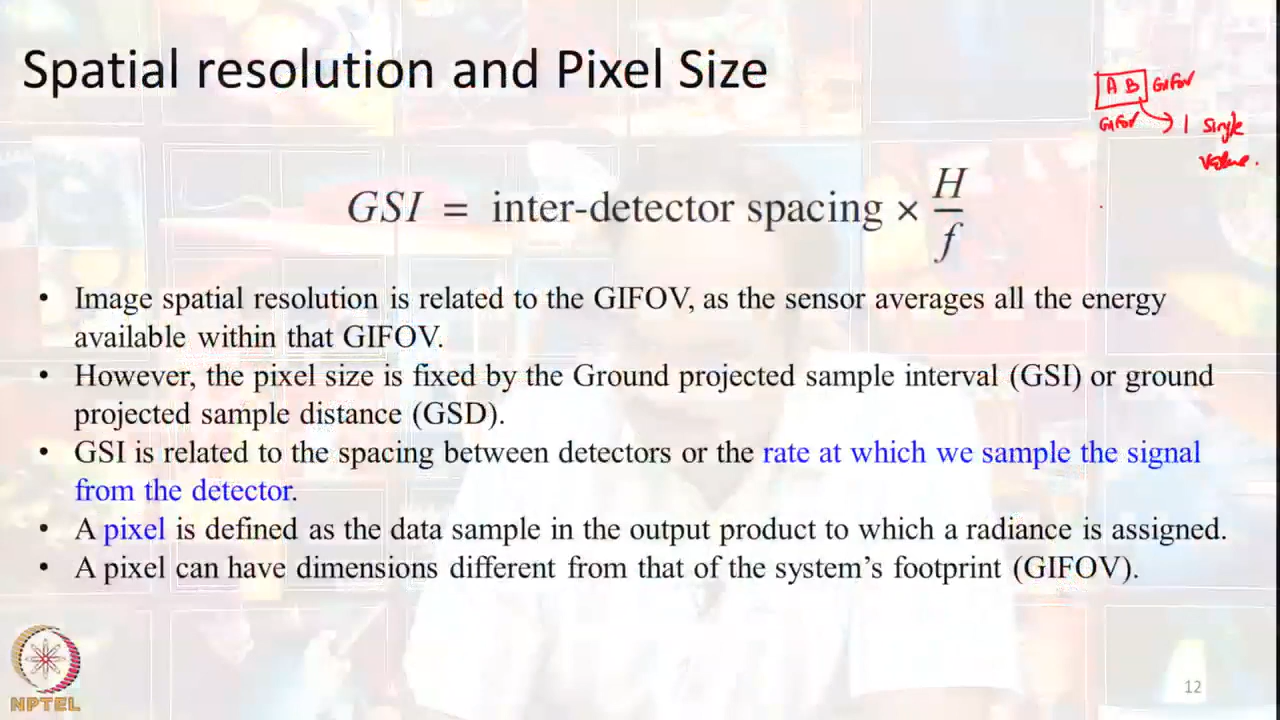 Spatial resolution and Pixel Size
A B GIFOV
GIFOV → 1 single
value.
GSI = inter-detector spacing × H/f
• Image spatial resolution is related to the GIFOV, as the sensor averages all the energy
available within that GIFOV.
• However, the pixel size is fixed by the Ground projected sample interval (GSI) or ground
projected sample distance (GSD).
• GSI is related to the spacing between detectors or the rate at which we sample the signal
from the detector.
• A pixel is defined as the data sample in the output product to which a radiance is assigned.
• A pixel can have dimensions different from that of the system's footprint (GIFOV).
NPTEL
12